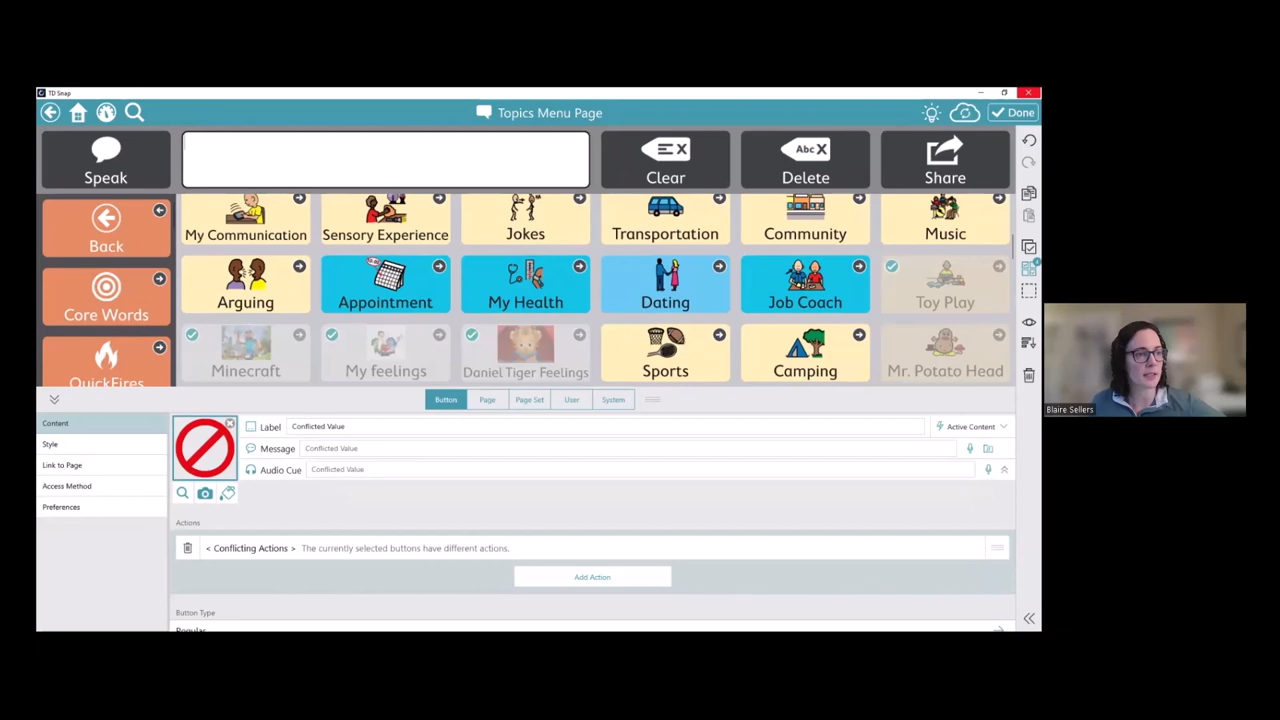 TD Snap
Topics Menu Page
Done
Speak
Clear
Abc X
Delete
Share
Back
My Communication
Sensory Experience
Jokes
Transportation
Community
Music
Core Words
Arguing
Appointment
My Health
Dating
Job Coach
Toy Play
QuickFires
Minecraft
My feelings
Daniel Tiger Feelings
Sports
Camping
Mr. Potato Head
Button
Page
Page Set
User
System
Content
Style
Link to Page
Access Method
Preferences
Label
Conflicted Value
Active Content
Message
Conflicted Value
Audio Cue
Conflicted Value
Actions
< Conflicting Actions >
The currently selected buttons have different actions.
Add Action
Button Type
Regular
Blaire Sellers